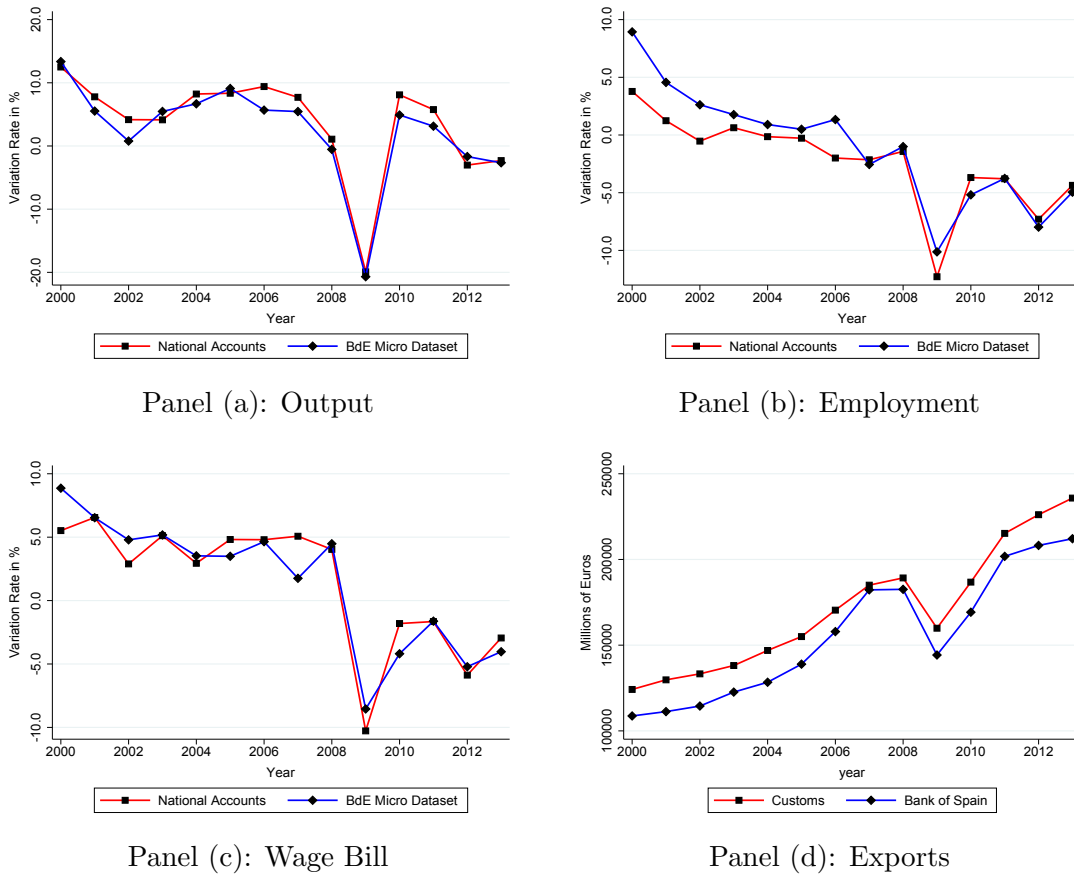 20.0
10.0
0.0
-10.0
-20.0
Variation Rate in %
2000 2002 2004 2006 2008 2010 2012
Year
National Accounts BdE Micro Dataset
Panel (a): Output
10.0
5.0
0.0
-5.0
-10.0
Variation Rate in %
2000 2002 2004 2006 2008 2010 2012
year
National Accounts BdE Micro Dataset
Panel (b): Employment
10.0
5.0
0.0
-5.0
-10.0
Variation Rate in %
2000 2002 2004 2006 2008 2010 2012
Year
National Accounts BdE Micro Dataset
Panel (c): Wage Bill
250000
200000
150000
100000
Millions of Euros
2000 2002 2004 2006 2008 2010 2012
year
Customs Bank of Spain
Panel (d): Exports